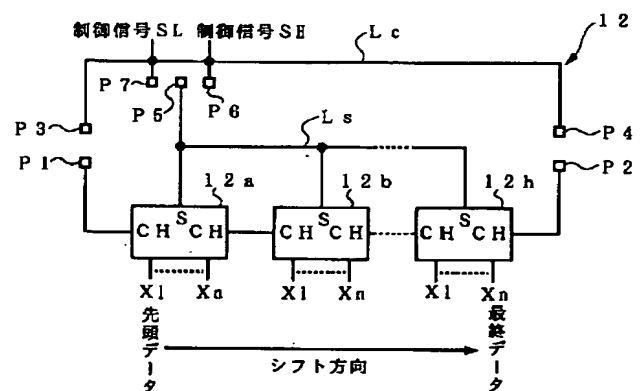 制御信号SL 制御信号SH Lc 12
P7 P5 P6
P3 P4
P1 Ls P2
12a 12b 12h
CH S CH CH S CH CH S CH
X1 Xn X1 Xn X1 Xn
先頭データ 最終データ
シフト方向